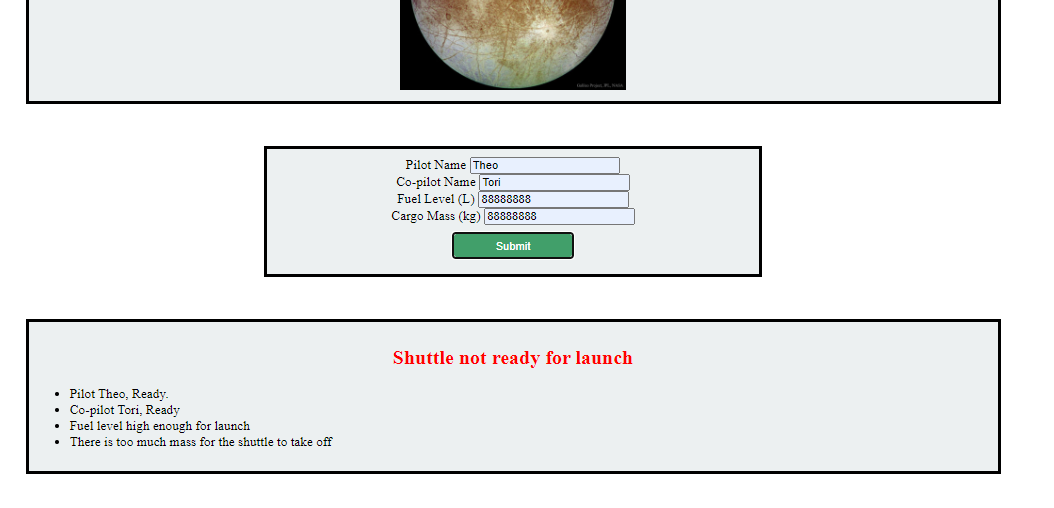 Pilot Name Theo
Co-pilot Name Tori
Fuel Level (L) 88888888
Cargo Mass (kg) 88888888
Submit
Shuttle not ready for launch
Pilot Theo, Ready.
Co-pilot Tori, Ready
Fuel level high enough for launch
There is too much mass for the shuttle to take off